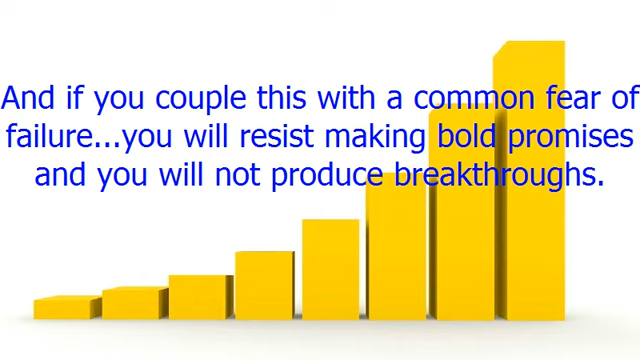 And if you couple this with a common fear of
failure...you will resist making bold promises
and you will not produce breakthroughs.